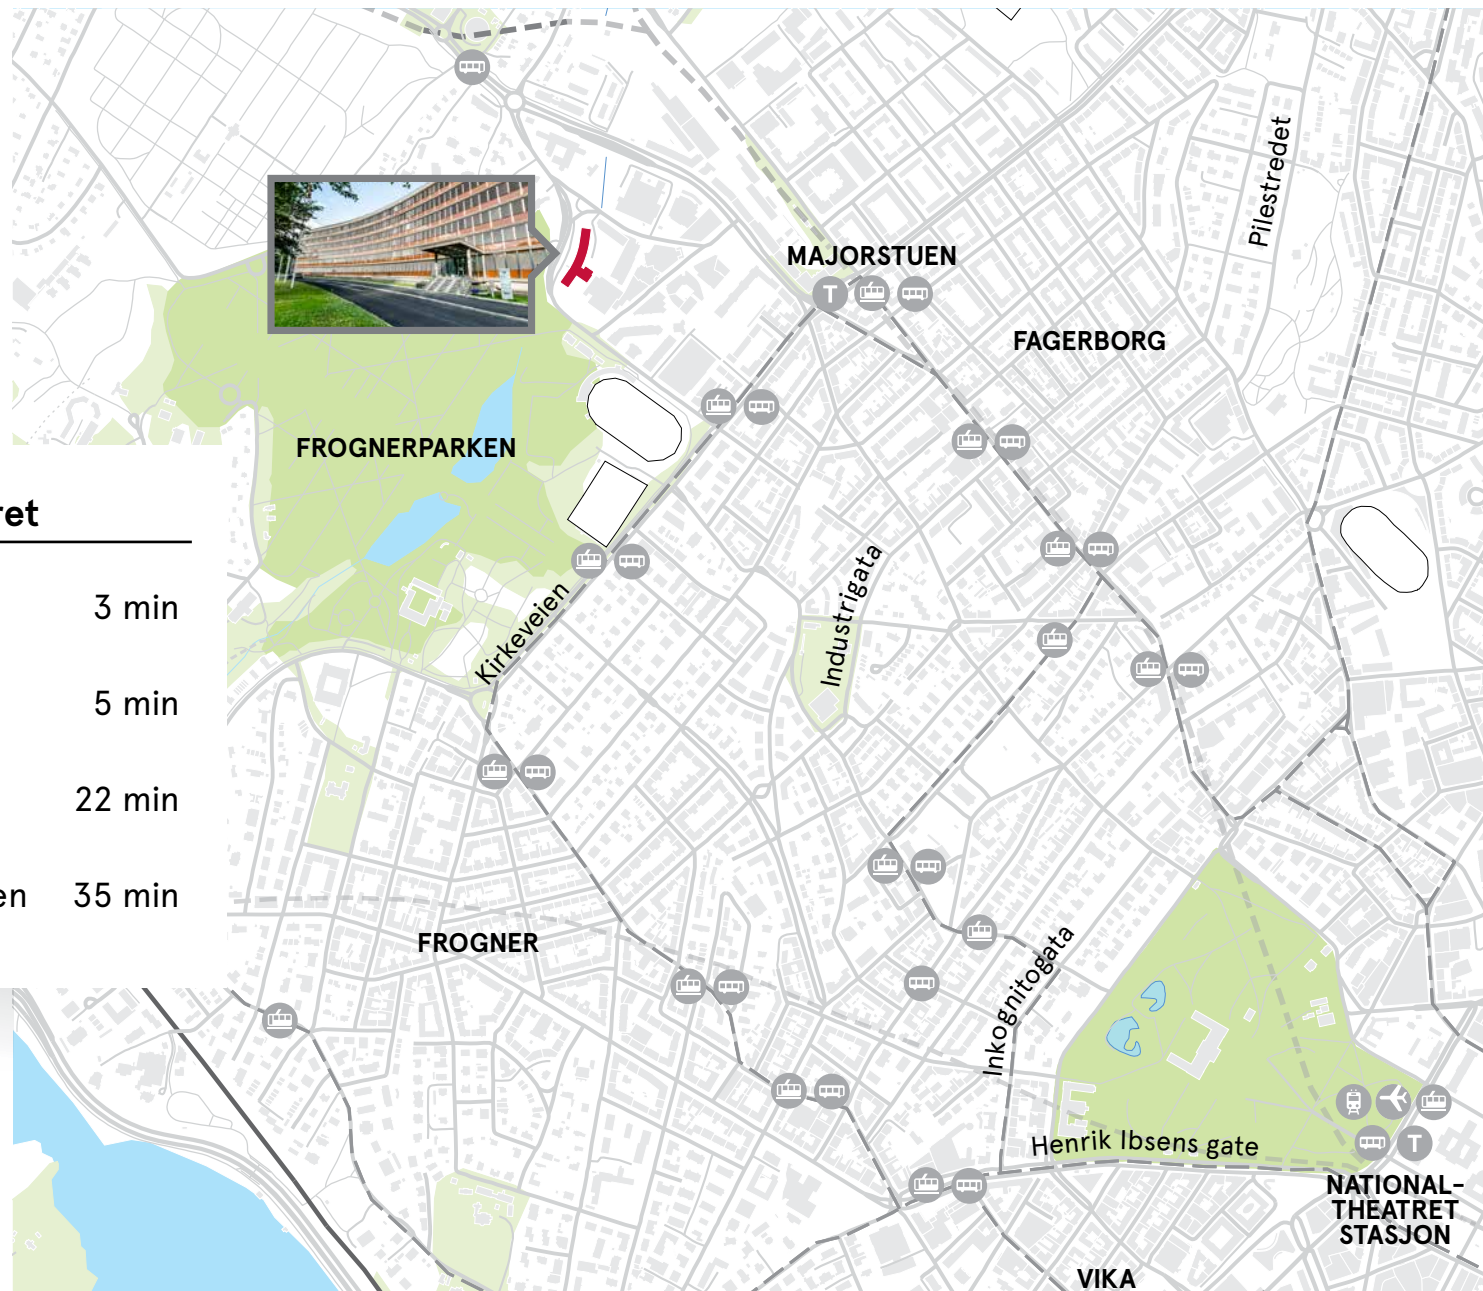 Pilestredet
MAJORSTUEN
T
FAGERBORG
FROGNERPARKEN
ret
3 min
5 min
22 min
en 35 min
Kirkeveien
Industrigata
FROGNER
Inkognitogata
Henrik Ibsens gate
T
NATIONAL-
THEATRET
STASJON
VIKA